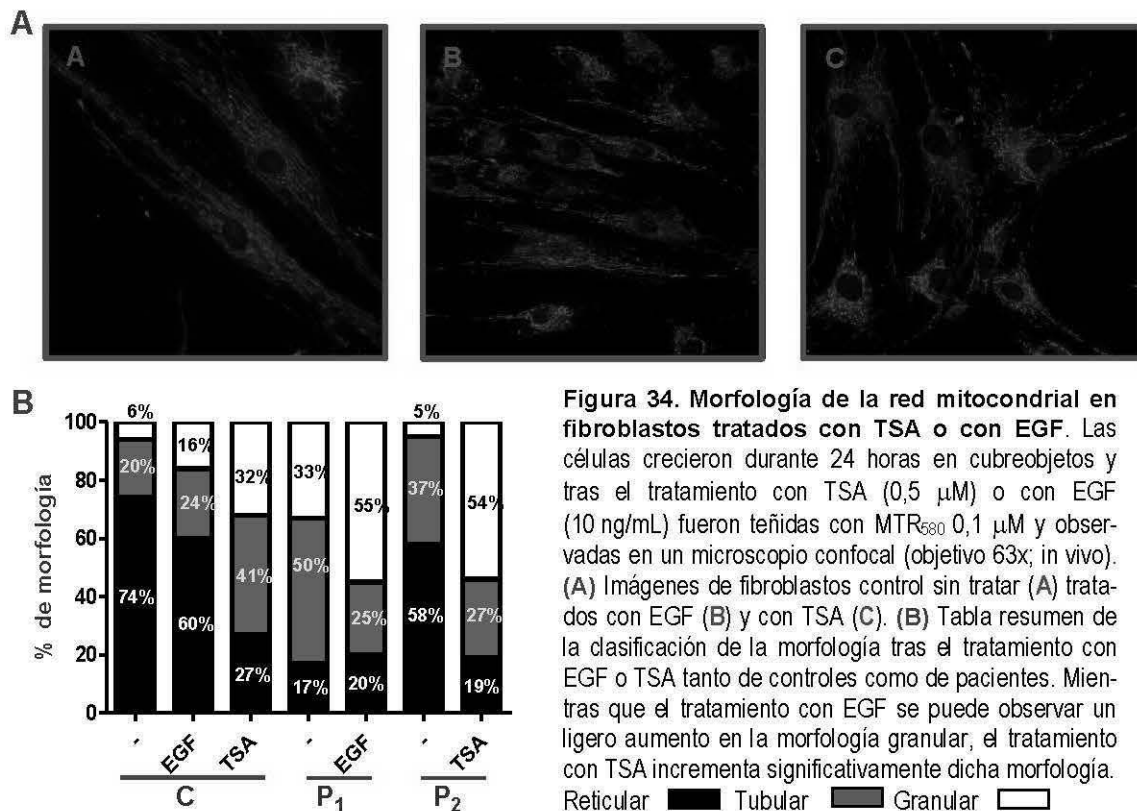 A
A
B
C
B
% de morfología
100
80
60
40
20
0
6%
20%
74%
16%
24%
60%
32%
41%
27%
33%
50%
17%
55%
25%
20%
5%
37%
58%
54%
27%
19%
-
EGF
TSA
-
EGF
-
TSA
C
P₁
P₂
Figura 34. Morfología de la red mitocondrial en
fibroblastos tratados con TSA o con EGF. Las
células crecieron durante 24 horas en cubreobjetos y
tras el tratamiento con TSA (0,5 µM) o con EGF
(10 ng/mL) fueron teñidas con MTR₅₈₀ 0,1 µM y obser-
vadas en un microscopio confocal (objetivo 63x; in vivo).
(A) Imágenes de fibroblastos control sin tratar (A) trata-
dos con EGF (B) y con TSA (C). (B) Tabla resumen de
la clasificación de la morfología tras el tratamiento con
EGF o TSA tanto de controles como de pacientes. Mien-
tras que el tratamiento con EGF se puede observar un
ligero aumento en la morfología granular, el tratamiento
con TSA incrementa significativamente dicha morfología.
Reticular Tubular Granular